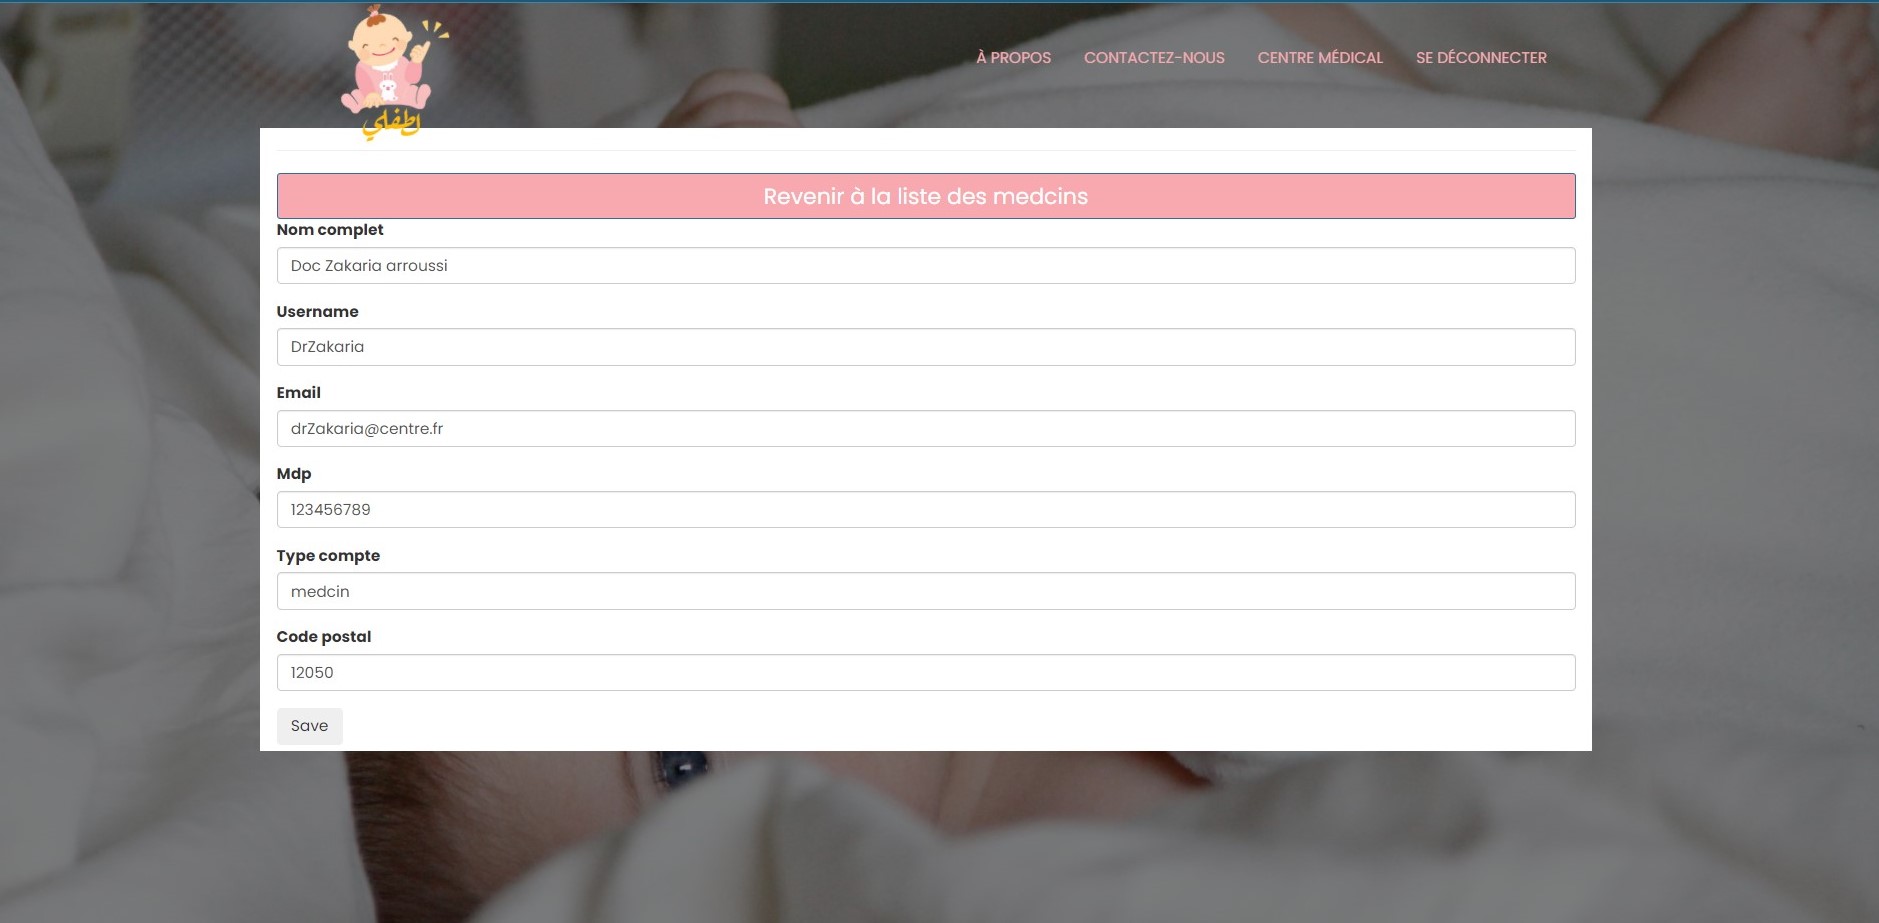 لطفلي
À PROPOS CONTACTEZ-NOUS CENTRE MÉDICAL SE DÉCONNECTER
Revenir à la liste des medcins
Nom complet
Doc Zakaria arroussi
Username
DrZakaria
Email
drZakaria@centre.fr
Mdp
123456789
Type compte
medcin
Code postal
12050
Save